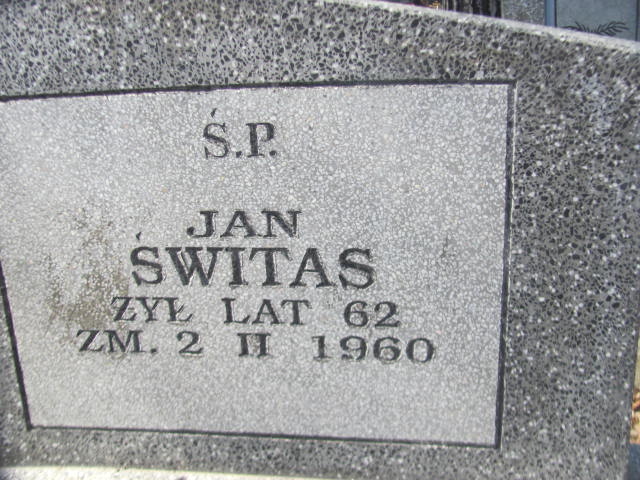 Ś.P.
JAN
ŚWITAS
ŻYŁ LAT 62
ZM. 2 II 1960